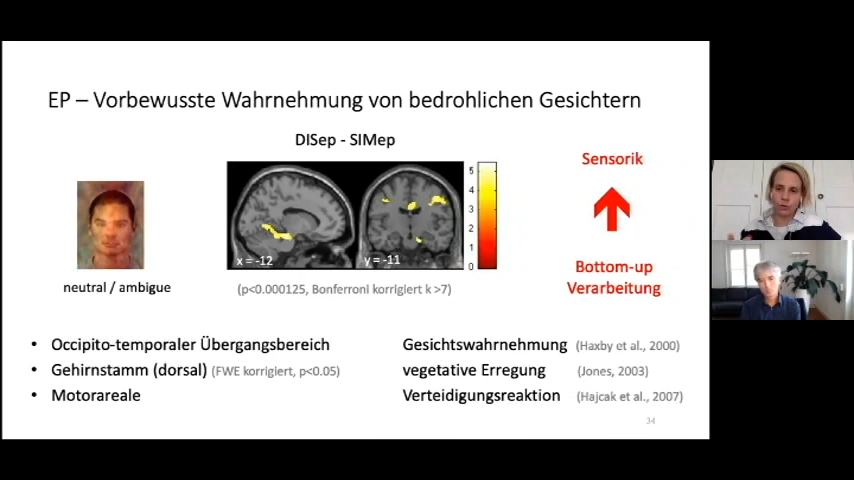 EP – Vorbewusste Wahrnehmung von bedrohlichen Gesichtern
DISep - SIMep
Sensorik
5
4
3
2
1
0
x = -12
y = -11
Bottom-up
Verarbeitung
neutral / ambigue
(p<0.000125, Bonferroni korrigiert k >7)
• Occipito-temporaler Übergangsbereich
Gesichtswahrnehmung (Haxby et al., 2000)
• Gehirnstamm (dorsal) (FWE korrigiert, p<0.05)
vegetative Erregung (Jones, 2003)
• Motorareale
Verteidigungsreaktion (Hajcak et al., 2007)
34